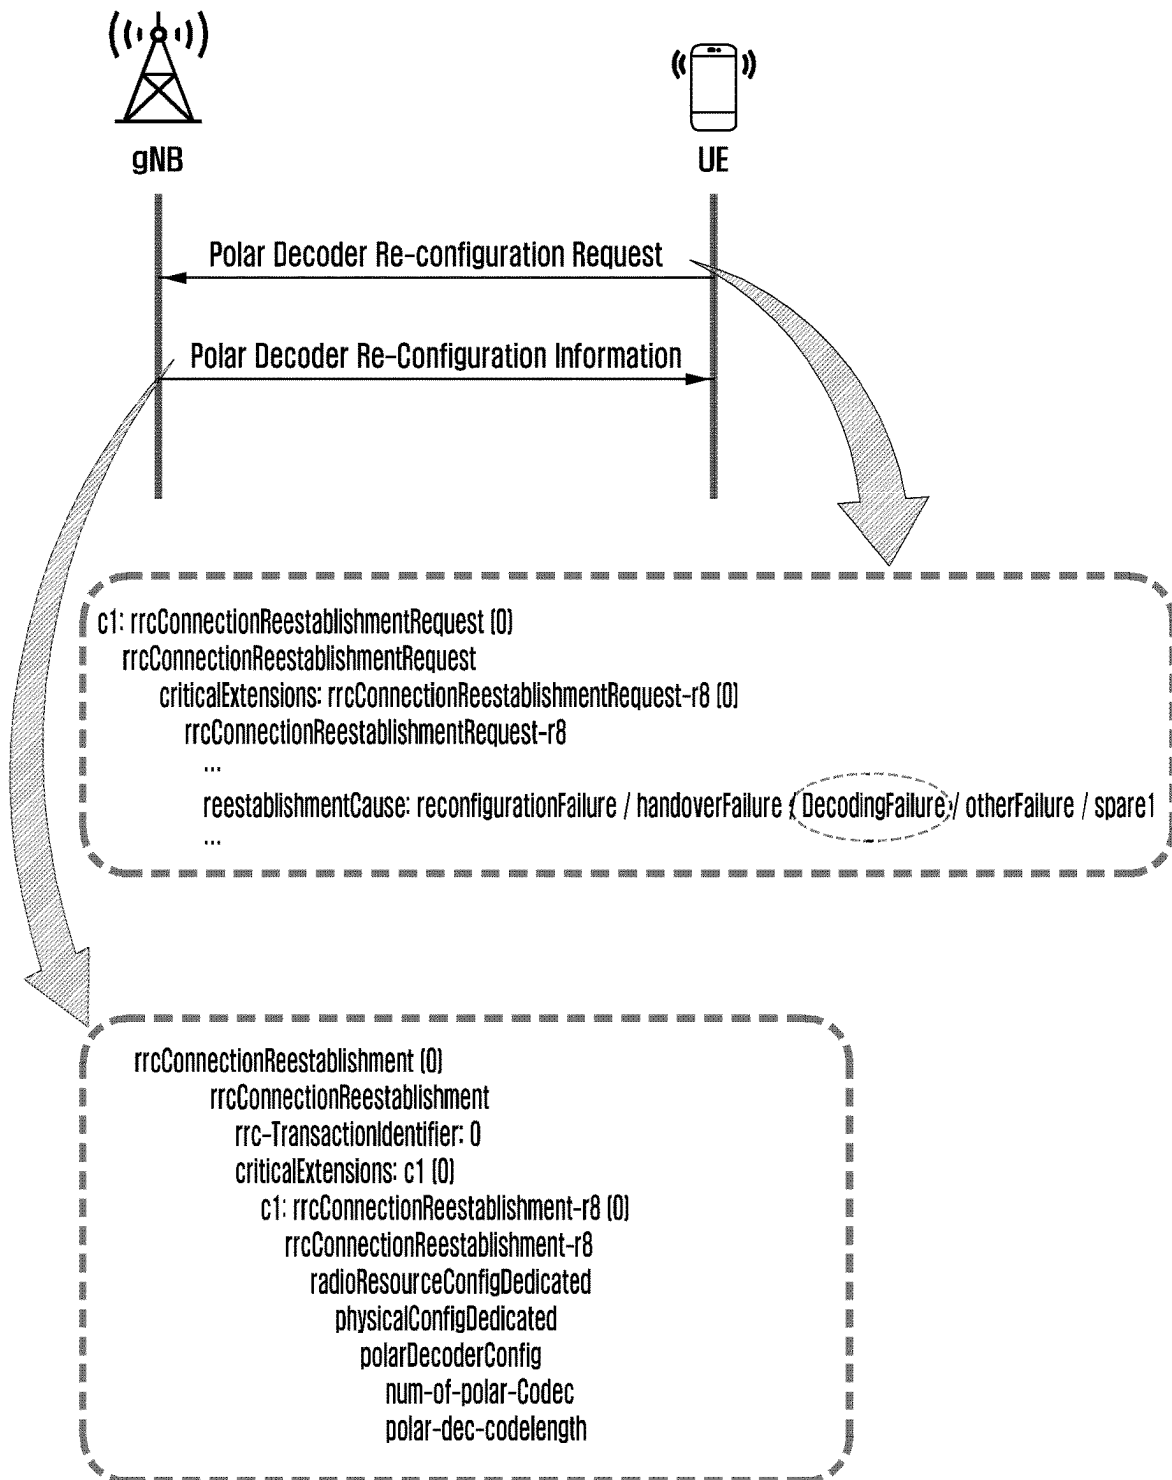 gNB
UE
Polar Decoder Re-configuration Request
Polar Decoder Re-Configuration Information
c1: rrcConnectionReestablishmentRequest (0)
rrcConnectionReestablishmentRequest
criticalExtensions: rrcConnectionReestablishmentRequest-r8 (0)
rrcConnectionReestablishmentRequest-r8
...
reestablishmentCause: reconfigurationFailure / handoverFailure / DecodingFailure / otherFailure / spare1
...
rrcConnectionReestablishment (0)
rrcConnectionReestablishment
rrc-TransactionIdentifier: 0
criticalExtensions: c1 (0)
c1: rrcConnectionReestablishment-r8 (0)
rrcConnectionReestablishment-r8
radioResourceConfigDedicated
physicalConfigDedicated
polarDecoderConfig
num-of-polar-Codec
polar-dec-codelength